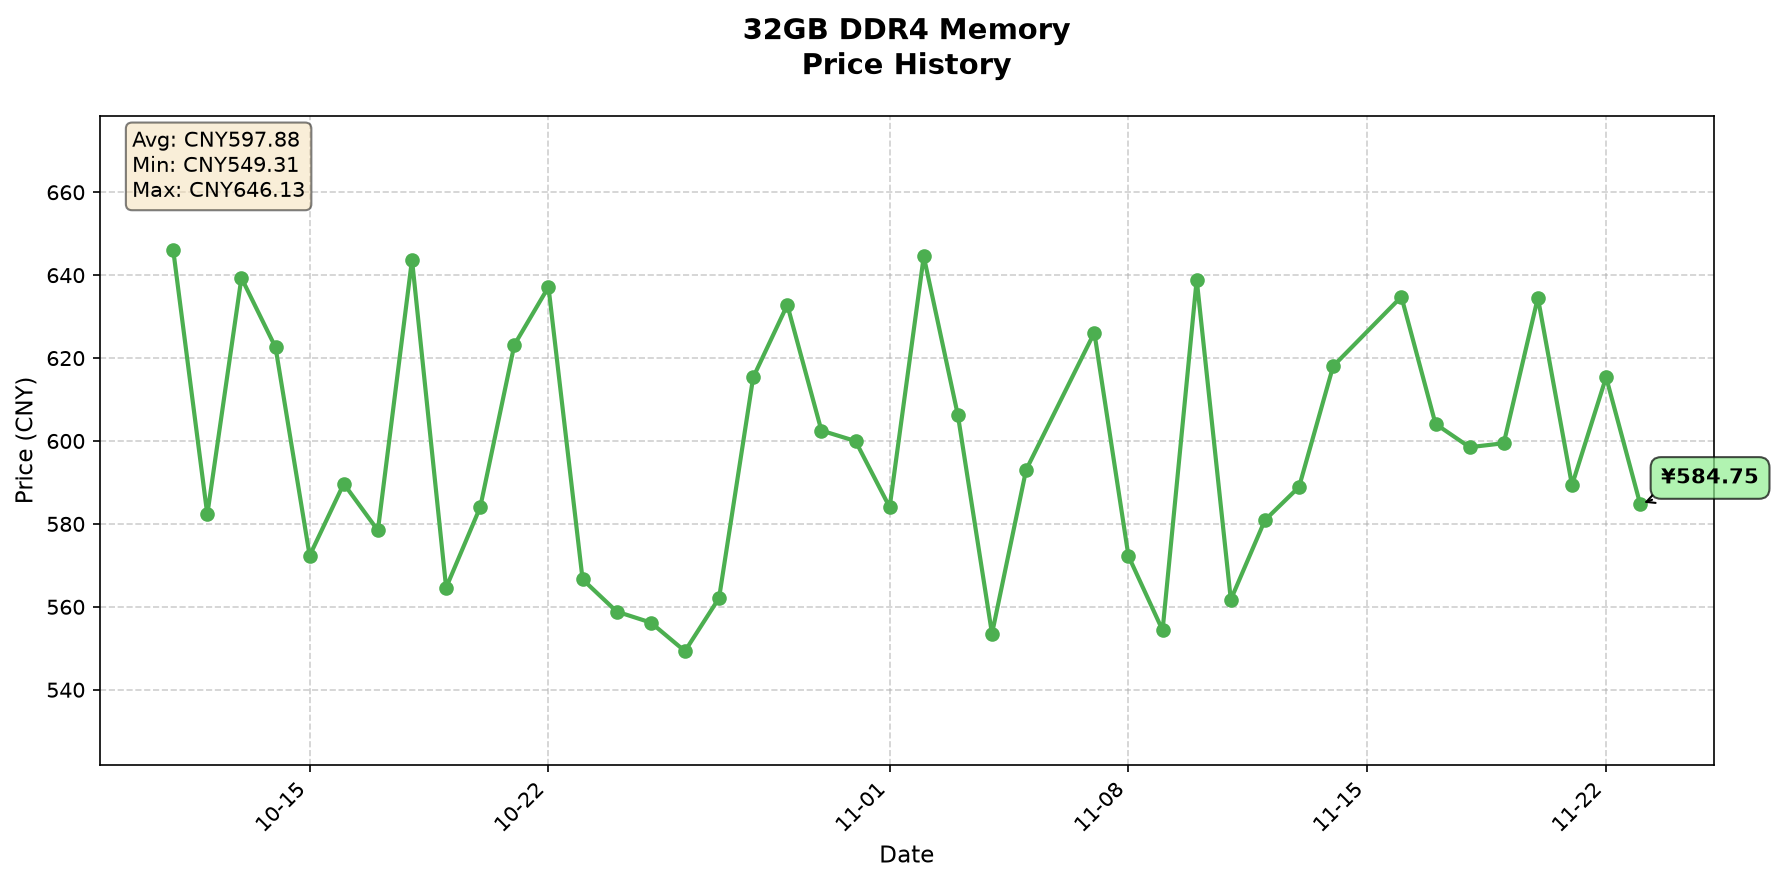 32GB DDR4 Memory
Price History
Avg: CNY597.88
Min: CNY549.31
Max: CNY646.13
660
640
620
600
580
560
540
Price (CNY)
¥584.75
10-15
10-22
11-01
11-08
11-15
11-22
Date